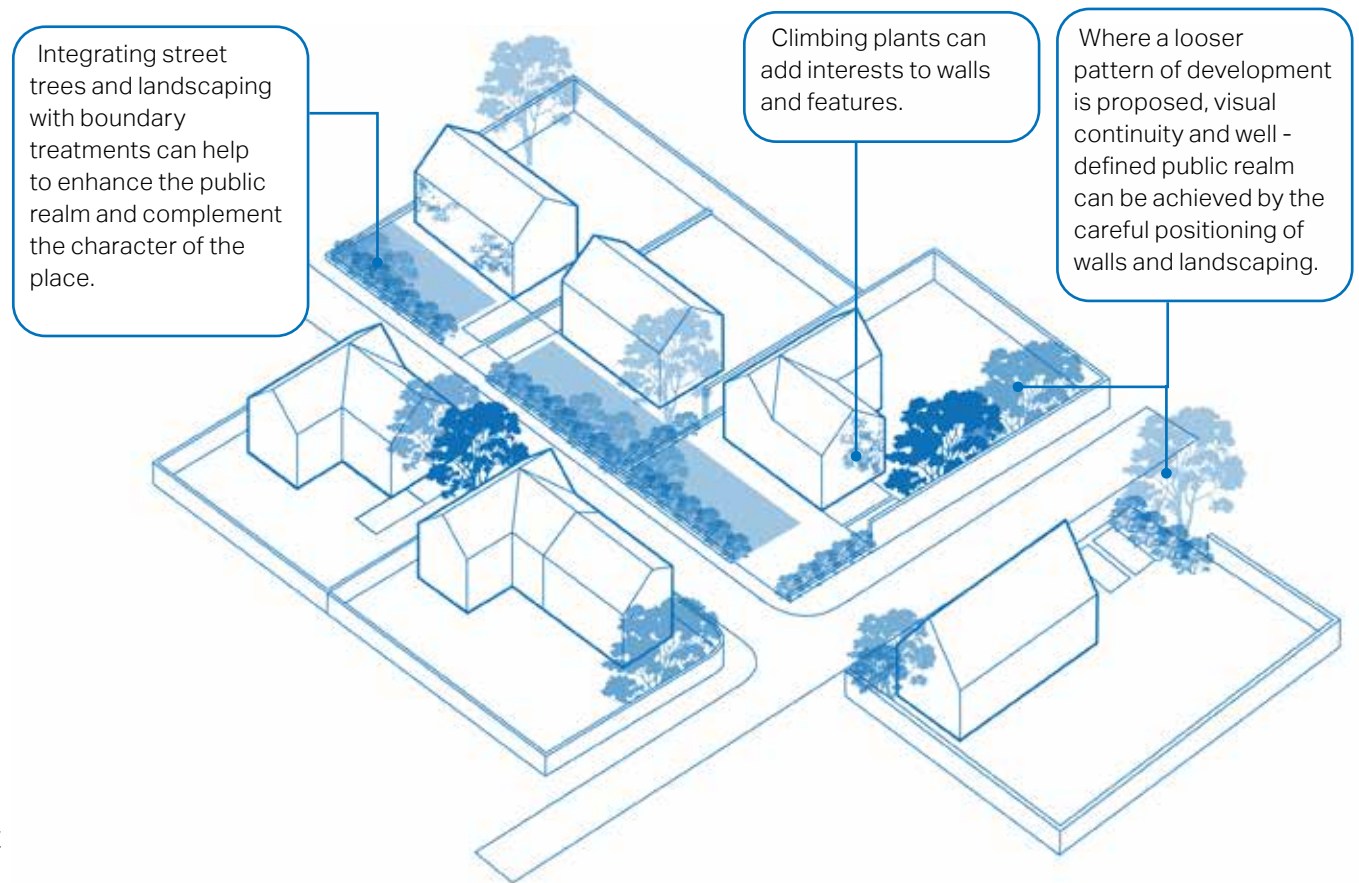 Integrating street
trees and landscaping
with boundary
treatments can help
to enhance the public
realm and complement
the character of the
place.
Climbing plants can
add interests to walls
and features.
Where a looser
pattern of development
is proposed, visual
continuity and well -
defined public realm
can be achieved by the
careful positioning of
walls and landscaping.